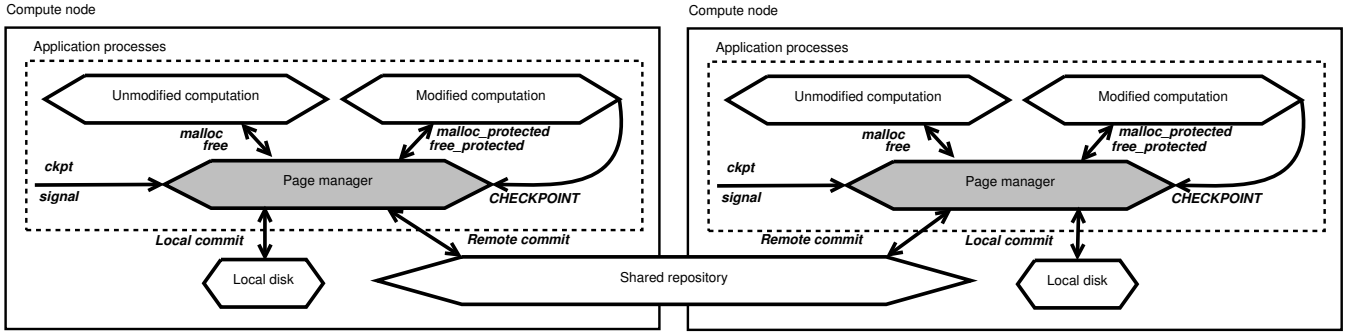 Compute node
Application processes
Unmodified computation
Modified computation
malloc
free
malloc_protected
free_protected
ckpt
signal
Page manager
CHECKPOINT
Local commit
Remote commit
Local disk
Shared repository
Compute node
Application processes
Unmodified computation
Modified computation
malloc
free
malloc_protected
free_protected
ckpt
signal
Page manager
CHECKPOINT
Remote commit
Local commit
Local disk